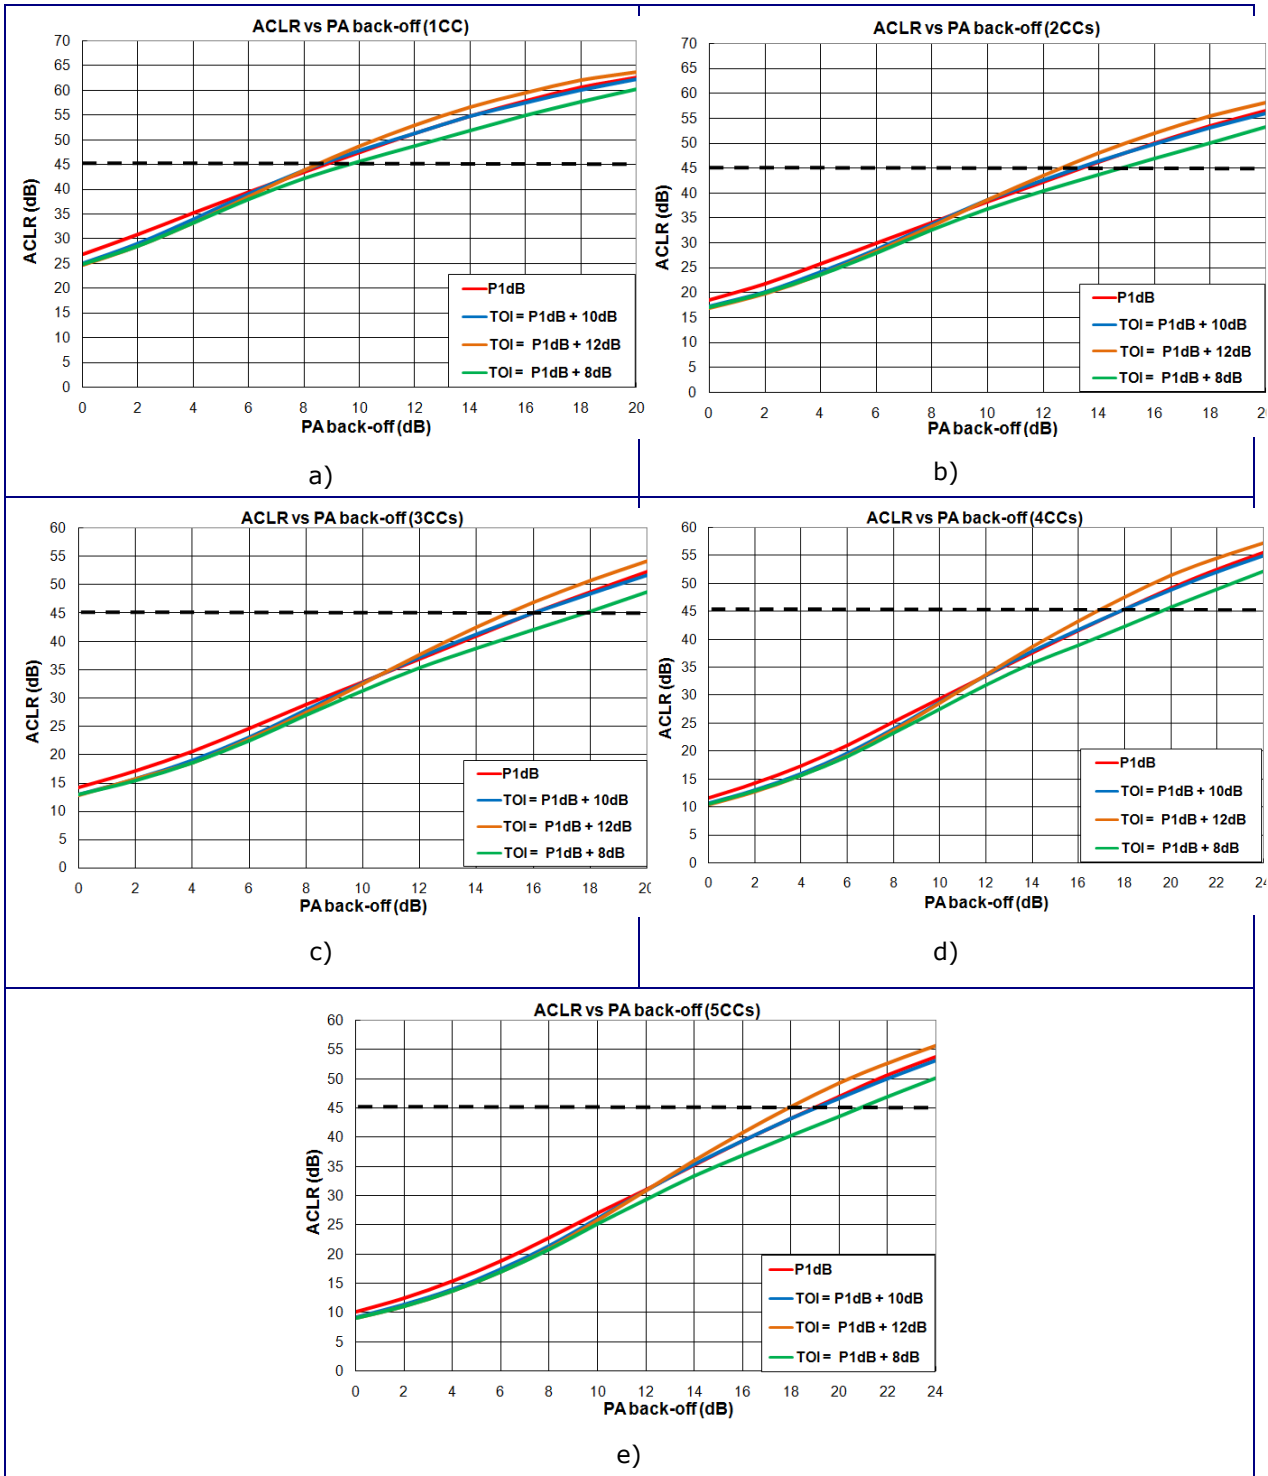 ACLR vs PA back-off (1CC)
ACLR (dB)
70
65
60
55
50
45
40
35
30
25
20
15
10
5
0
0 2 4 6 8 10 12 14 16 18 20
PA back-off (dB)
P1dB
TOI = P1dB + 10dB
TOI = P1dB + 12dB
TOI = P1dB + 8dB
a)
ACLR vs PA back-off (2CCs)
ACLR (dB)
70
65
60
55
50
45
40
35
30
25
20
15
10
5
0
0 2 4 6 8 10 12 14 16 18 20
PA back-off (dB)
P1dB
TOI = P1dB + 10dB
TOI = P1dB + 12dB
TOI = P1dB + 8dB
b)
ACLR vs PA back-off (3CCs)
ACLR (dB)
60
55
50
45
40
35
30
25
20
15
10
5
0
0 2 4 6 8 10 12 14 16 18 20
PA back-off (dB)
P1dB
TOI = P1dB + 10dB
TOI = P1dB + 12dB
TOI = P1dB + 8dB
c)
ACLR vs PA back-off (4CCs)
ACLR (dB)
60
55
50
45
40
35
30
25
20
15
10
5
0
0 2 4 6 8 10 12 14 16 18 20 22 24
PA back-off (dB)
P1dB
TOI = P1dB + 10dB
TOI = P1dB + 12dB
TOI = P1dB + 8dB
d)
ACLR vs PA back-off (5CCs)
ACLR (dB)
60
55
50
45
40
35
30
25
20
15
10
5
0
0 2 4 6 8 10 12 14 16 18 20 22 24
PA back-off (dB)
P1dB
TOI = P1dB + 10dB
TOI = P1dB + 12dB
TOI = P1dB + 8dB
e)